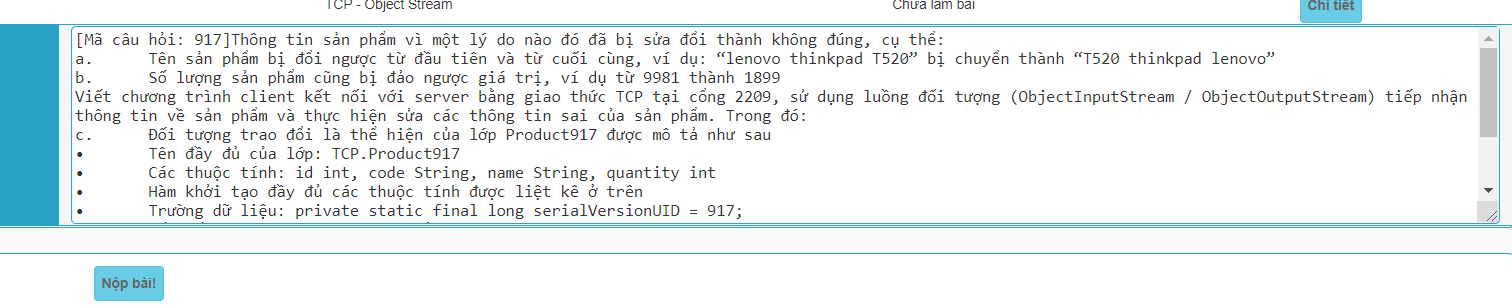 TCP - Object Stream Chưa làm bài Chi tiết
[Mã câu hỏi: 917]Thông tin sản phẩm vì một lý do nào đó đã bị sửa đổi thành không đúng, cụ thể:
a. Tên sản phẩm bị đổi ngược từ đầu tiên và từ cuối cùng, ví dụ: “lenovo thinkpad T520” bị chuyển thành “T520 thinkpad lenovo”
b. Số lượng sản phẩm cũng bị đảo ngược giá trị, ví dụ từ 9981 thành 1899
Viết chương trình client kết nối với server bằng giao thức TCP tại cổng 2209, sử dụng luồng đối tượng (ObjectInputStream / ObjectOutputStream) tiếp nhận
thông tin về sản phẩm và thực hiện sửa các thông tin sai của sản phẩm. Trong đó:
c. Đối tượng trao đổi là thể hiện của lớp Product917 được mô tả như sau
• Tên đầy đủ của lớp: TCP.Product917
• Các thuộc tính: id int, code String, name String, quantity int
• Hàm khởi tạo đầy đủ các thuộc tính được liệt kê ở trên
• Trường dữ liệu: private static final long serialVersionUID = 917;
Nộp bài!